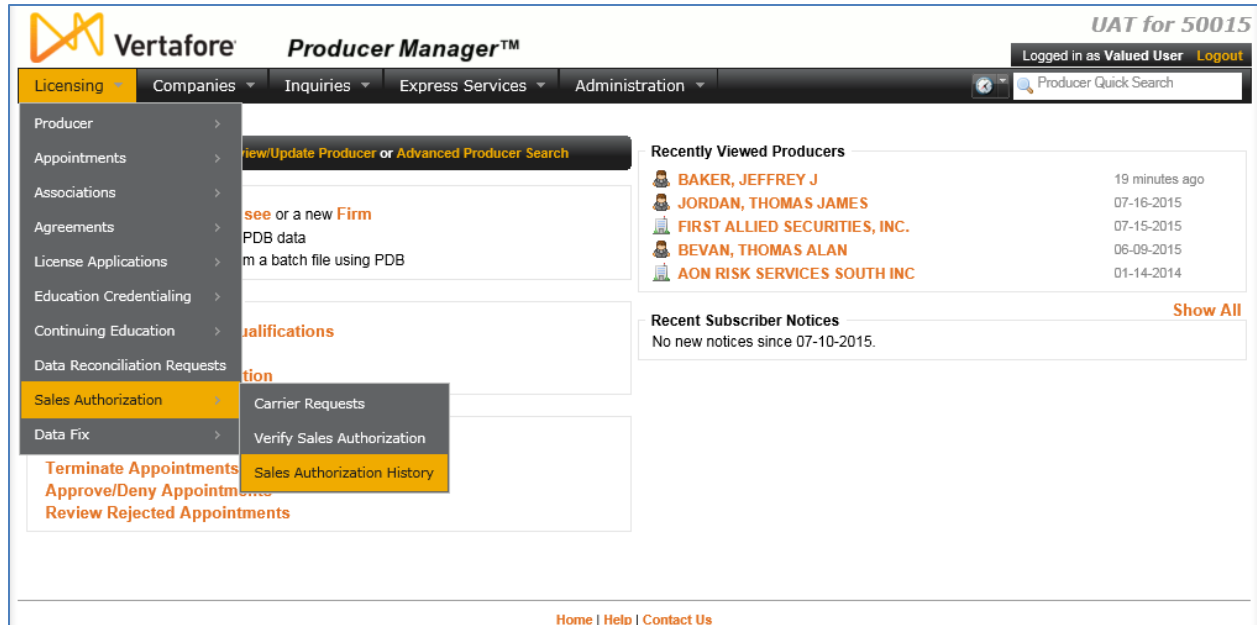 UAT for 50015
Vertafore Producer Manager™
Logged in as Valued User Logout
Licensing Companies Inquiries Express Services Administration Producer Quick Search
Producer
Appointments
Associations
Agreements
License Applications
Education Credentialing
Continuing Education
Data Reconciliation Requests
Sales Authorization
Data Fix
Carrier Requests
Verify Sales Authorization
Sales Authorization History
view/Update Producer or Advanced Producer Search
see or a new Firm
PDB data
m a batch file using PDB
ualifications
tion
Terminate Appointments
Approve/Deny Appointments
Review Rejected Appointments
Recently Viewed Producers
BAKER, JEFFREY J 19 minutes ago
JORDAN, THOMAS JAMES 07-16-2015
FIRST ALLIED SECURITIES, INC. 07-15-2015
BEVAN, THOMAS ALAN 06-09-2015
AON RISK SERVICES SOUTH INC 01-14-2014
Show All
Recent Subscriber Notices
No new notices since 07-10-2015.
Home | Help | Contact Us